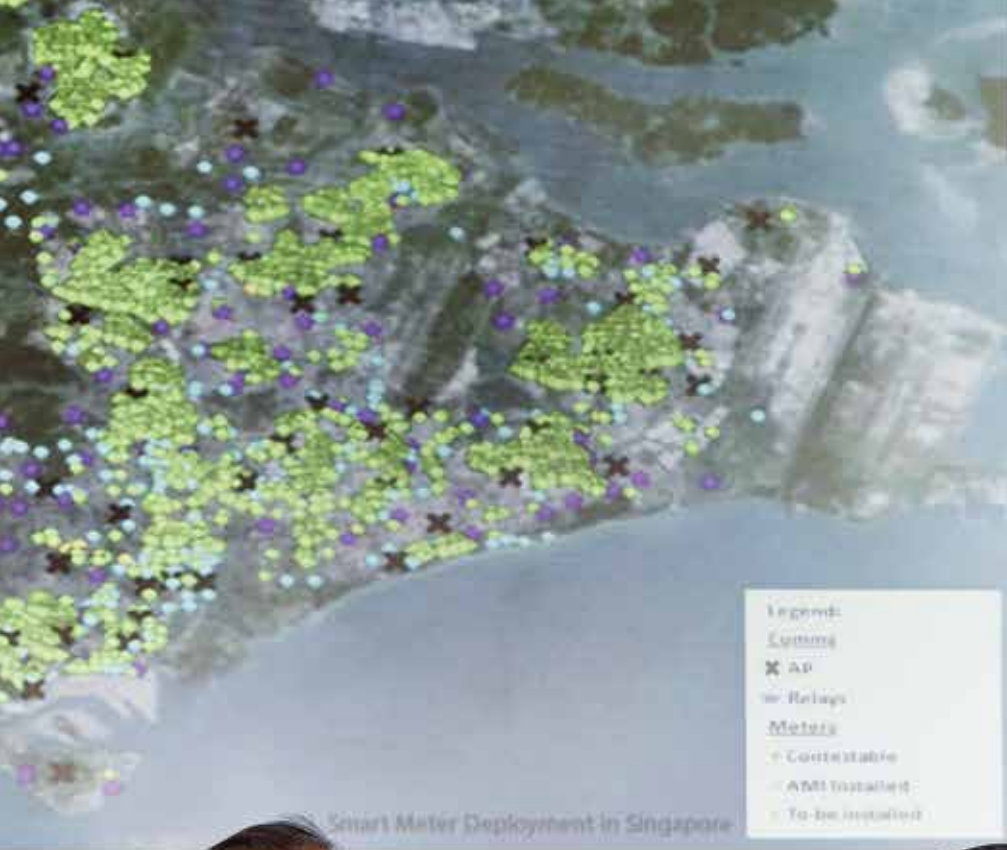 Legend:
Comms
AP
Relays
Meters
Contestable
AMI Installed
To-be installed
Smart Meter Deployment in Singapore